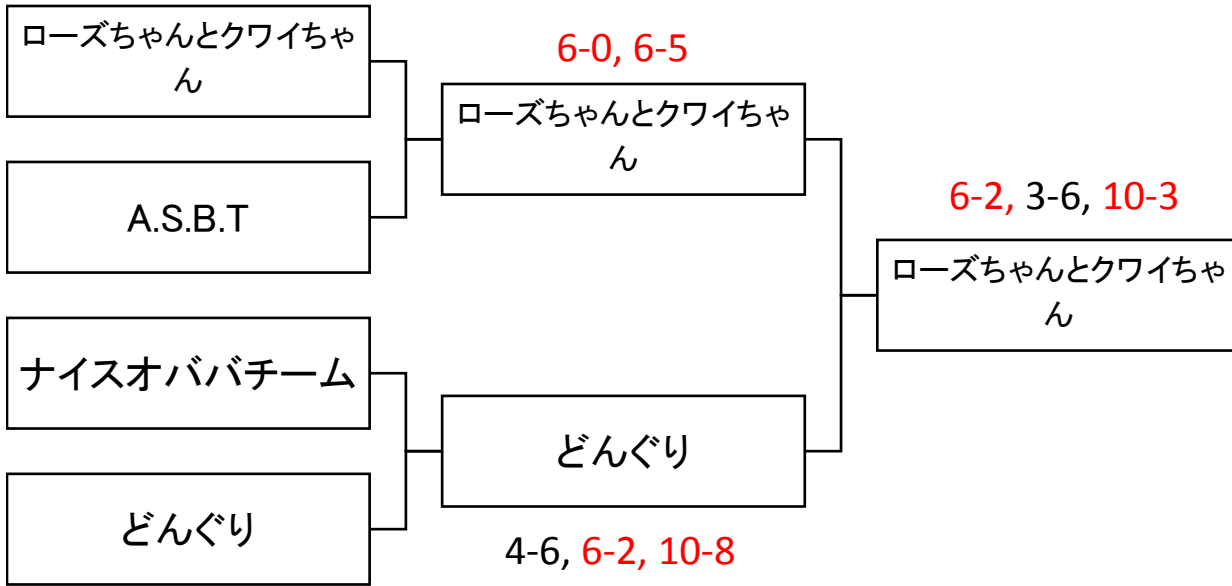 ローズちゃんとクワイちゃ
ん
A.S.B.T
ナイスオババチーム
どんぐり
6-0, 6-5
ローズちゃんとクワイちゃ
ん
どんぐり
4-6, 6-2, 10-8
6-2, 3-6, 10-3
ローズちゃんとクワイちゃ
ん